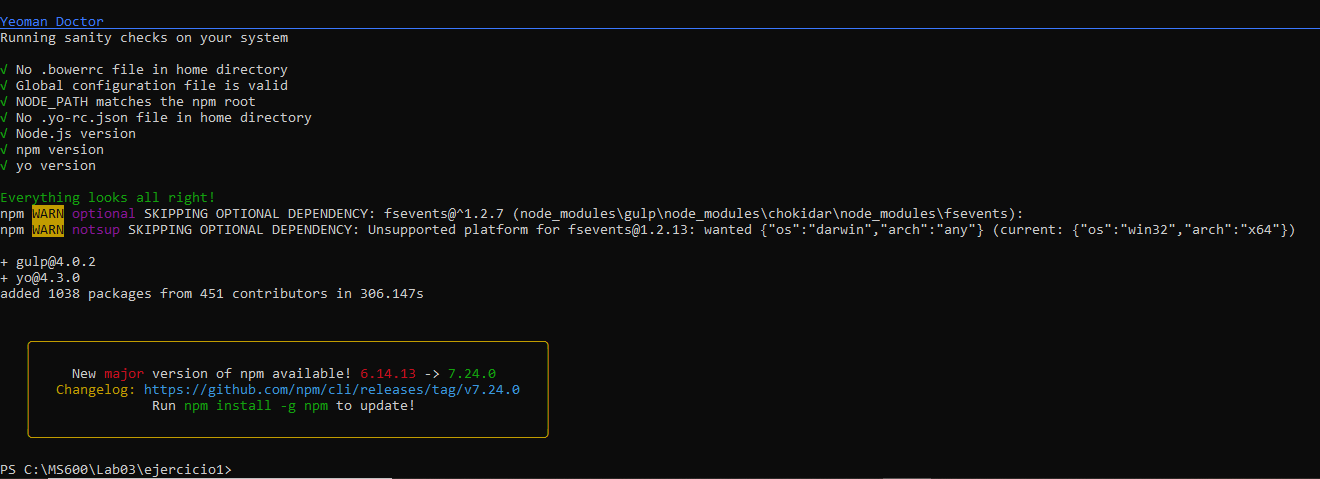 Yeoman Doctor
Running sanity checks on your system
√ No .bowerrc file in home directory
√ Global configuration file is valid
√ NODE_PATH matches the npm root
√ No .yo-rc.json file in home directory
√ Node.js version
√ npm version
√ yo version
Everything looks all right!
npm WARN optional SKIPPING OPTIONAL DEPENDENCY: fsevents@^1.2.7 (node_modules\gulp\node_modules\chokidar\node_modules\fsevents):
npm WARN notsup SKIPPING OPTIONAL DEPENDENCY: Unsupported platform for fsevents@1.2.13: wanted {"os":"darwin","arch":"any"} (current: {"os":"win32","arch":"x64"})
+ gulp@4.0.2
+ yo@4.3.0
added 1038 packages from 451 contributors in 306.147s
New major version of npm available! 6.14.13 -> 7.24.0
Changelog: https://github.com/npm/cli/releases/tag/v7.24.0
Run npm install -g npm to update!
PS C:\MS600\Lab03\ejercicio1>